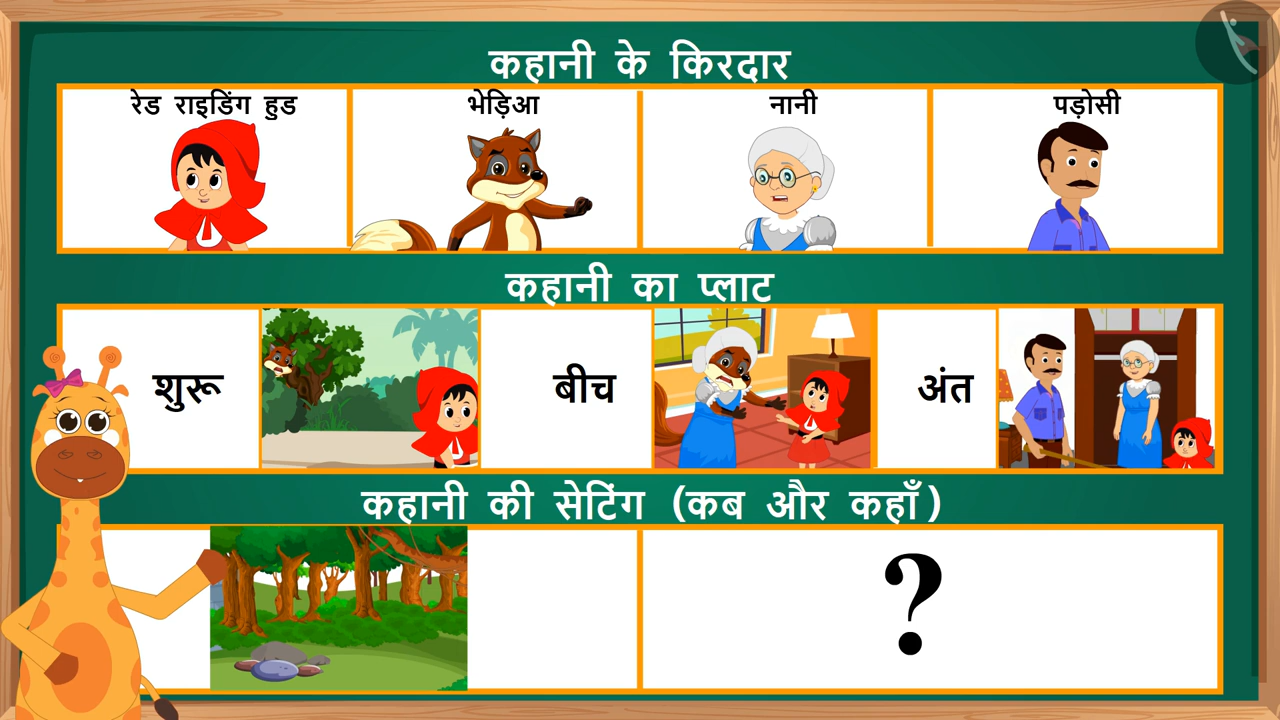 कहानी के किरदार
रेड राइडिंग हुड
भेड़िआ
नानी
पड़ोसी
कहानी का प्लाट
शुरू
बीच
अंत
कहानी की सेटिंग (कब और कहाँ)
?